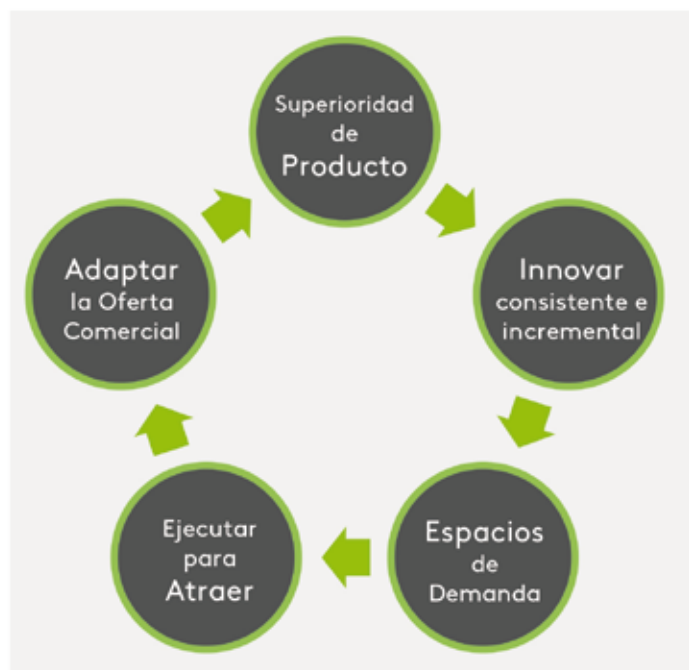 Superioridad
de
Producto
Innovar
consistente e
incremental
Espacios
de
Demanda
Ejecutar
para
Atraer
Adaptar
la Oferta
Comercial